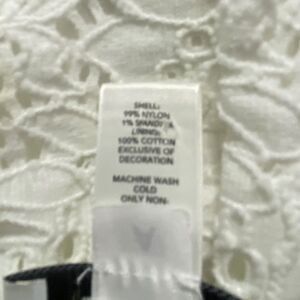 SHELL:
99% NYLON
1% SPANDEX
LINING:
100% COTTON
EXCLUSIVE OF
DECORATION
MACHINE WASH
COLD
ONLY NON-